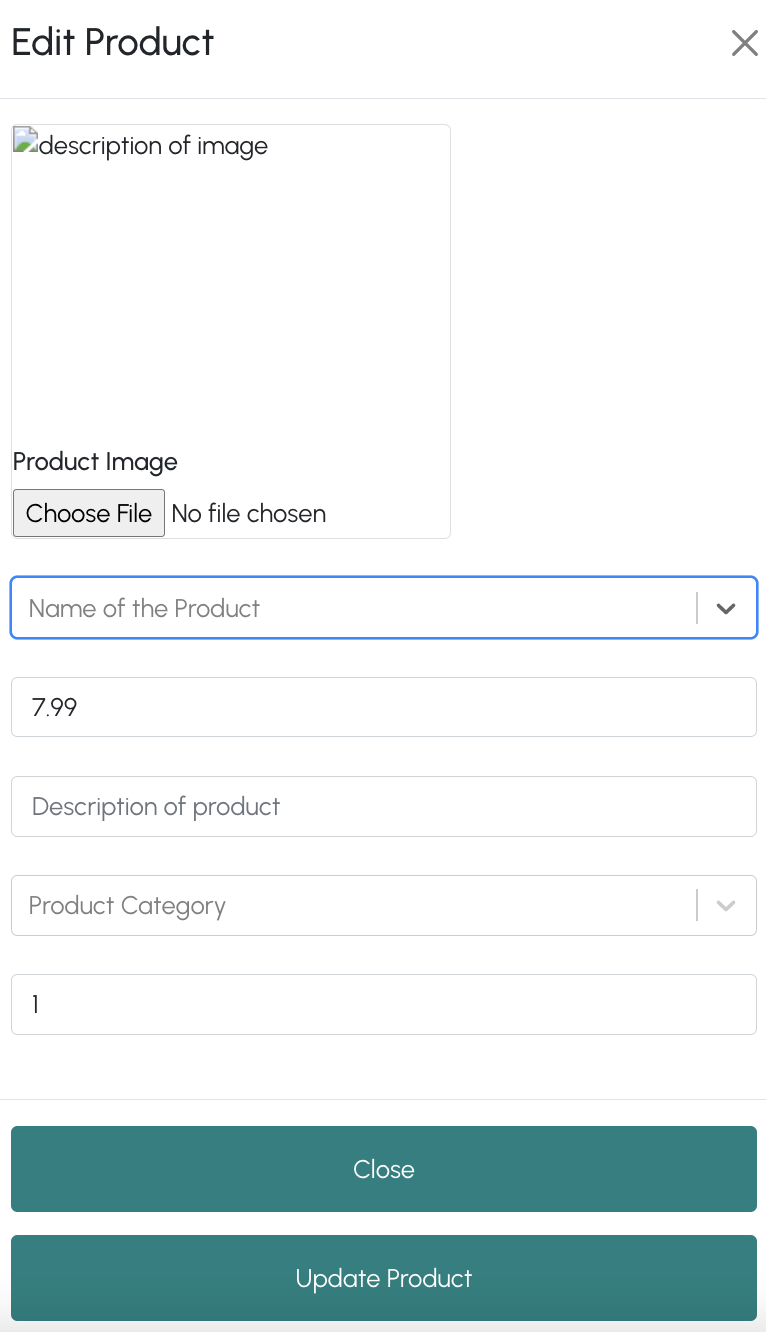 Edit Product
description of image
Product Image
Choose File No file chosen
Name of the Product
7.99
Description of product
Product Category
1
Close
Update Product